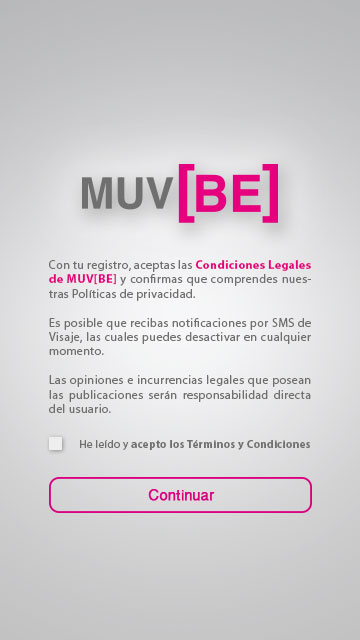 MUV[BE]
Con tu registro, aceptas las Condiciones Legales
de MUV[BE] y confirmas que comprendes nues-
tras Políticas de privacidad.
Es posible que recibas notificaciones por SMS de
Visaje, las cuales puedes desactivar en cualquier
momento.
Las opiniones e incurrencias legales que posean
las publicaciones serán responsabilidad directa
del usuario.
He leído y acepto los Términos y Condiciones
Continuar